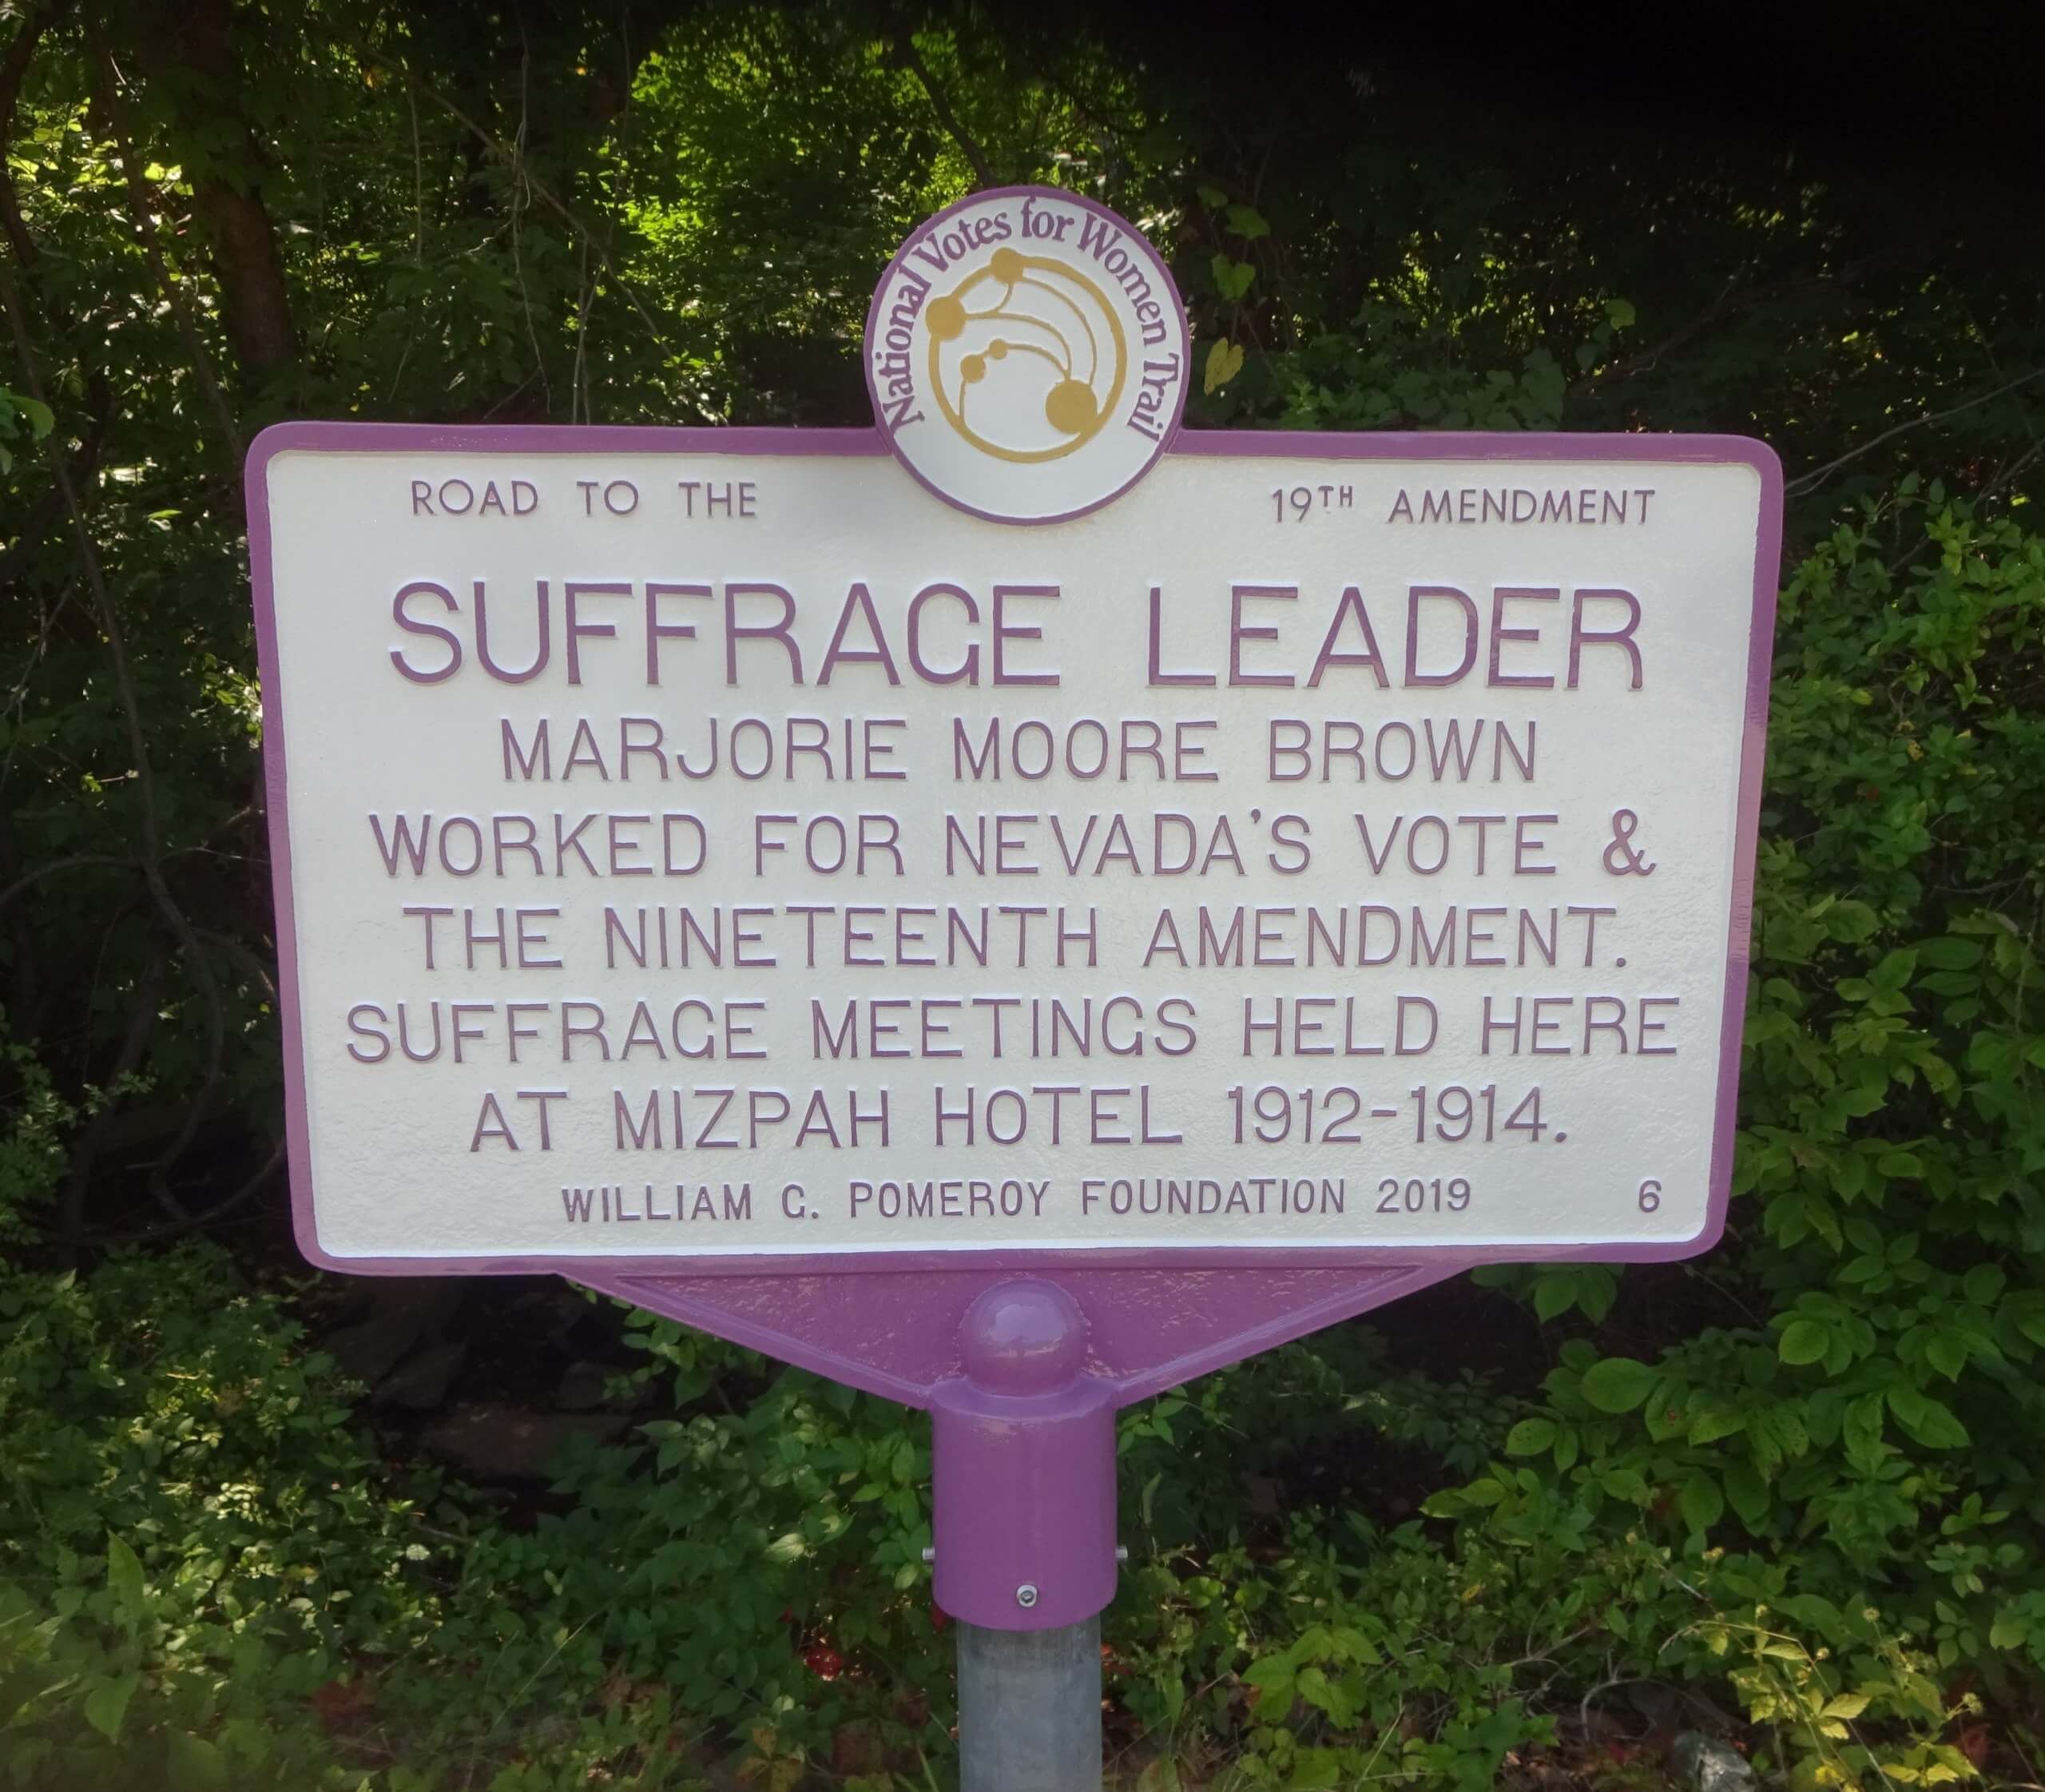 National Votes for Women Trail
ROAD TO THE 19TH AMENDMENT
SUFFRAGE LEADER
MARJORIE MOORE BROWN
WORKED FOR NEVADA'S VOTE &
THE NINETEENTH AMENDMENT.
SUFFRAGE MEETINGS HELD HERE
AT MIZPAH HOTEL 1912-1914.
WILLIAM G. POMEROY FOUNDATION 2019 6